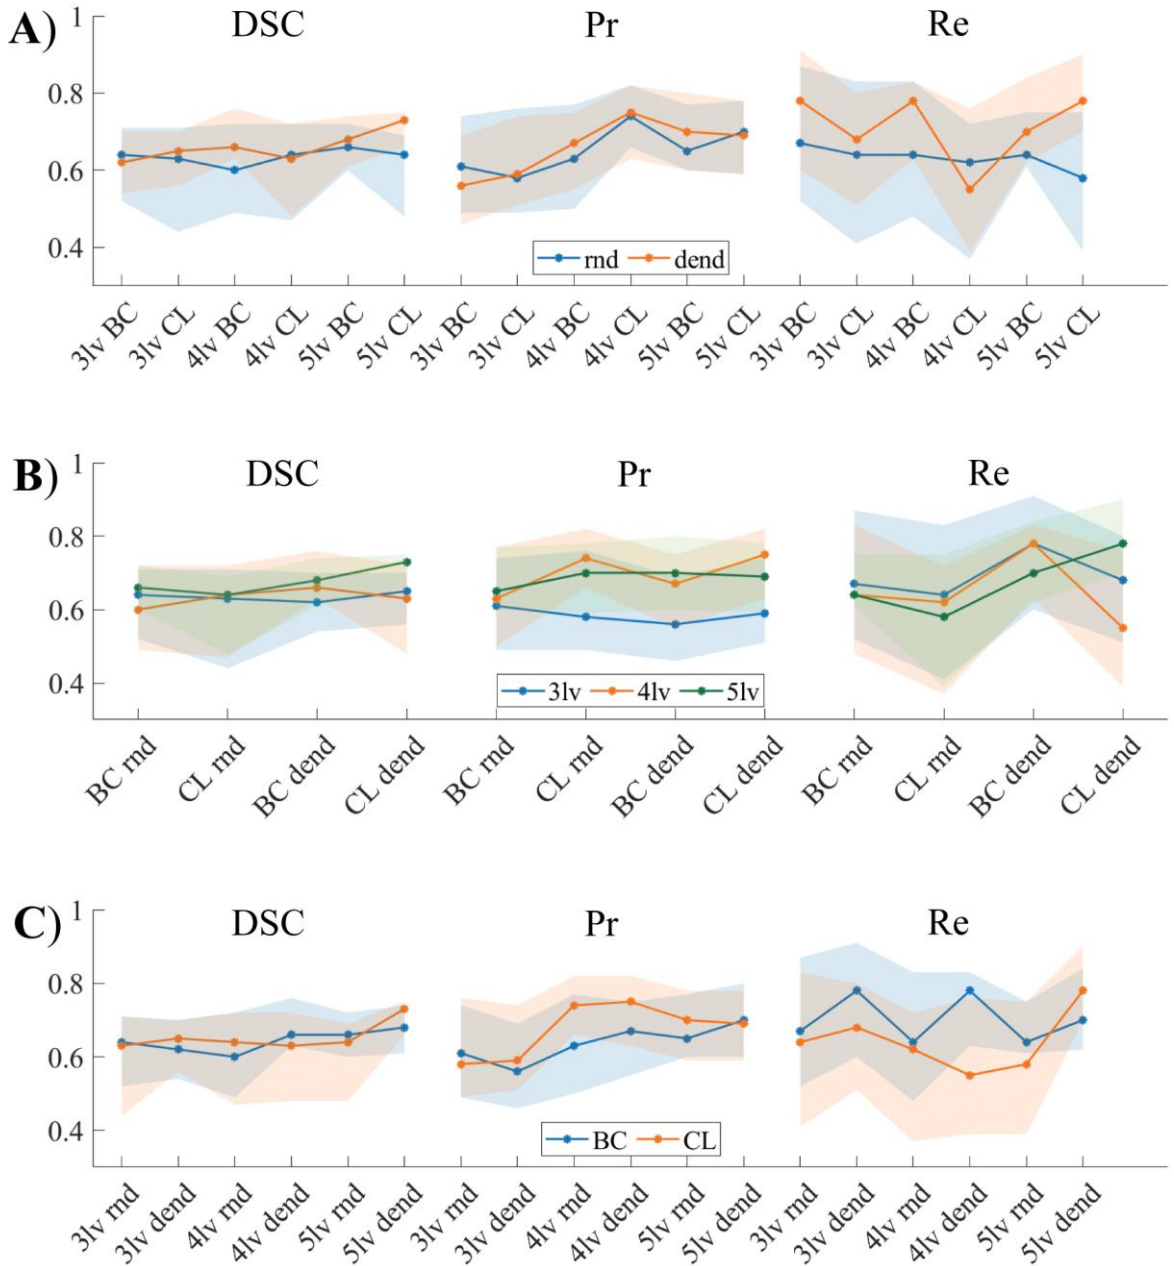 A)
DSC Pr Re
1
0.8
0.6
0.4
rnd dend
3lv BC 3lv CL 4lv BC 4lv CL 5lv BC 5lv CL 3lv BC 3lv CL 4lv BC 4lv CL 5lv BC 5lv CL 3lv BC 3lv CL 4lv BC 4lv CL 5lv BC 5lv CL
B)
DSC Pr Re
1
0.8
0.6
0.4
3lv 4lv 5lv
BC rnd CL rnd BC dend CL dend BC rnd CL rnd BC dend CL dend BC rnd CL rnd BC dend CL dend
C)
DSC Pr Re
1
0.8
0.6
0.4
BC CL
3lv rnd 3lv dend 4lv rnd 4lv dend 5lv rnd 5lv dend 3lv rnd 3lv dend 4lv rnd 4lv dend 5lv rnd 5lv dend 3lv rnd 3lv dend 4lv rnd 4lv dend 5lv rnd 5lv dend